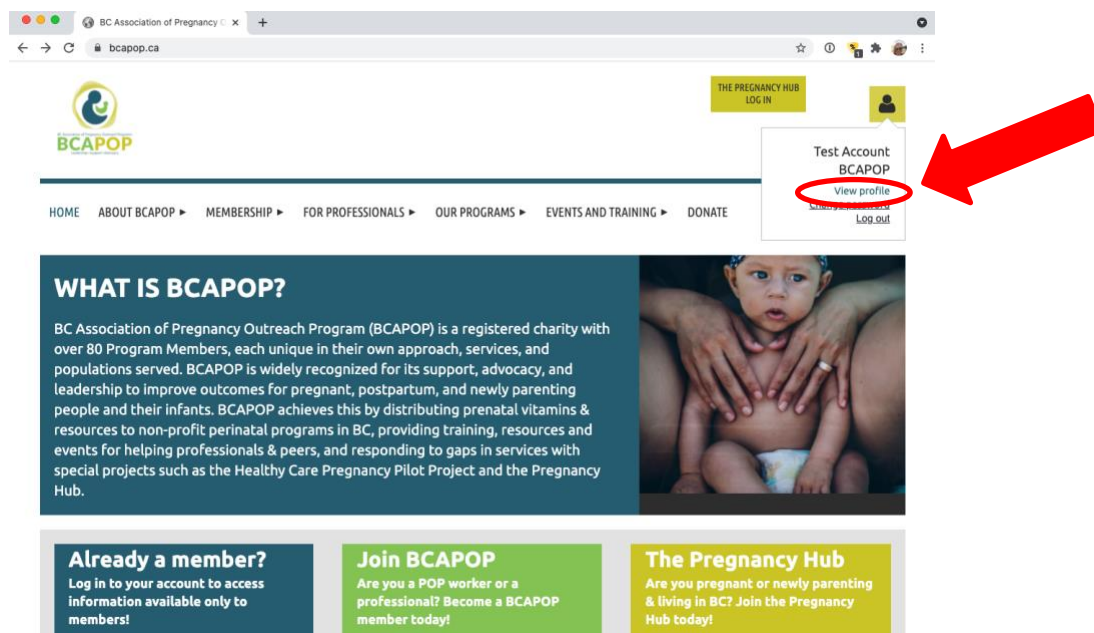 BC Association of Pregnancy
bcapop.ca
THE PREGNANCY HUB
LOG IN
BCAPOP
Test Account
BCAPOP
View profile
Change password
Log out
HOME ABOUT BCAPOP ► MEMBERSHIP ► FOR PROFESSIONALS ► OUR PROGRAMS ► EVENTS AND TRAINING ► DONATE
WHAT IS BCAPOP?
BC Association of Pregnancy Outreach Program (BCAPOP) is a registered charity with
over 80 Program Members, each unique in their own approach, services, and
populations served. BCAPOP is widely recognized for its support, advocacy, and
leadership to improve outcomes for pregnant, postpartum, and newly parenting
people and their infants. BCAPOP achieves this by distributing prenatal vitamins &
resources to non-profit perinatal programs in BC, providing training, resources and
events for helping professionals & peers, and responding to gaps in services with
special projects such as the Healthy Care Pregnancy Pilot Project and the Pregnancy
Hub.
Already a member?
Log in to your account to access
information available only to
members!
Join BCAPOP
Are you a POP worker or a
professional? Become a BCAPOP
member today!
The Pregnancy Hub
Are you pregnant or newly parenting
& living in BC? Join the Pregnancy
Hub today!